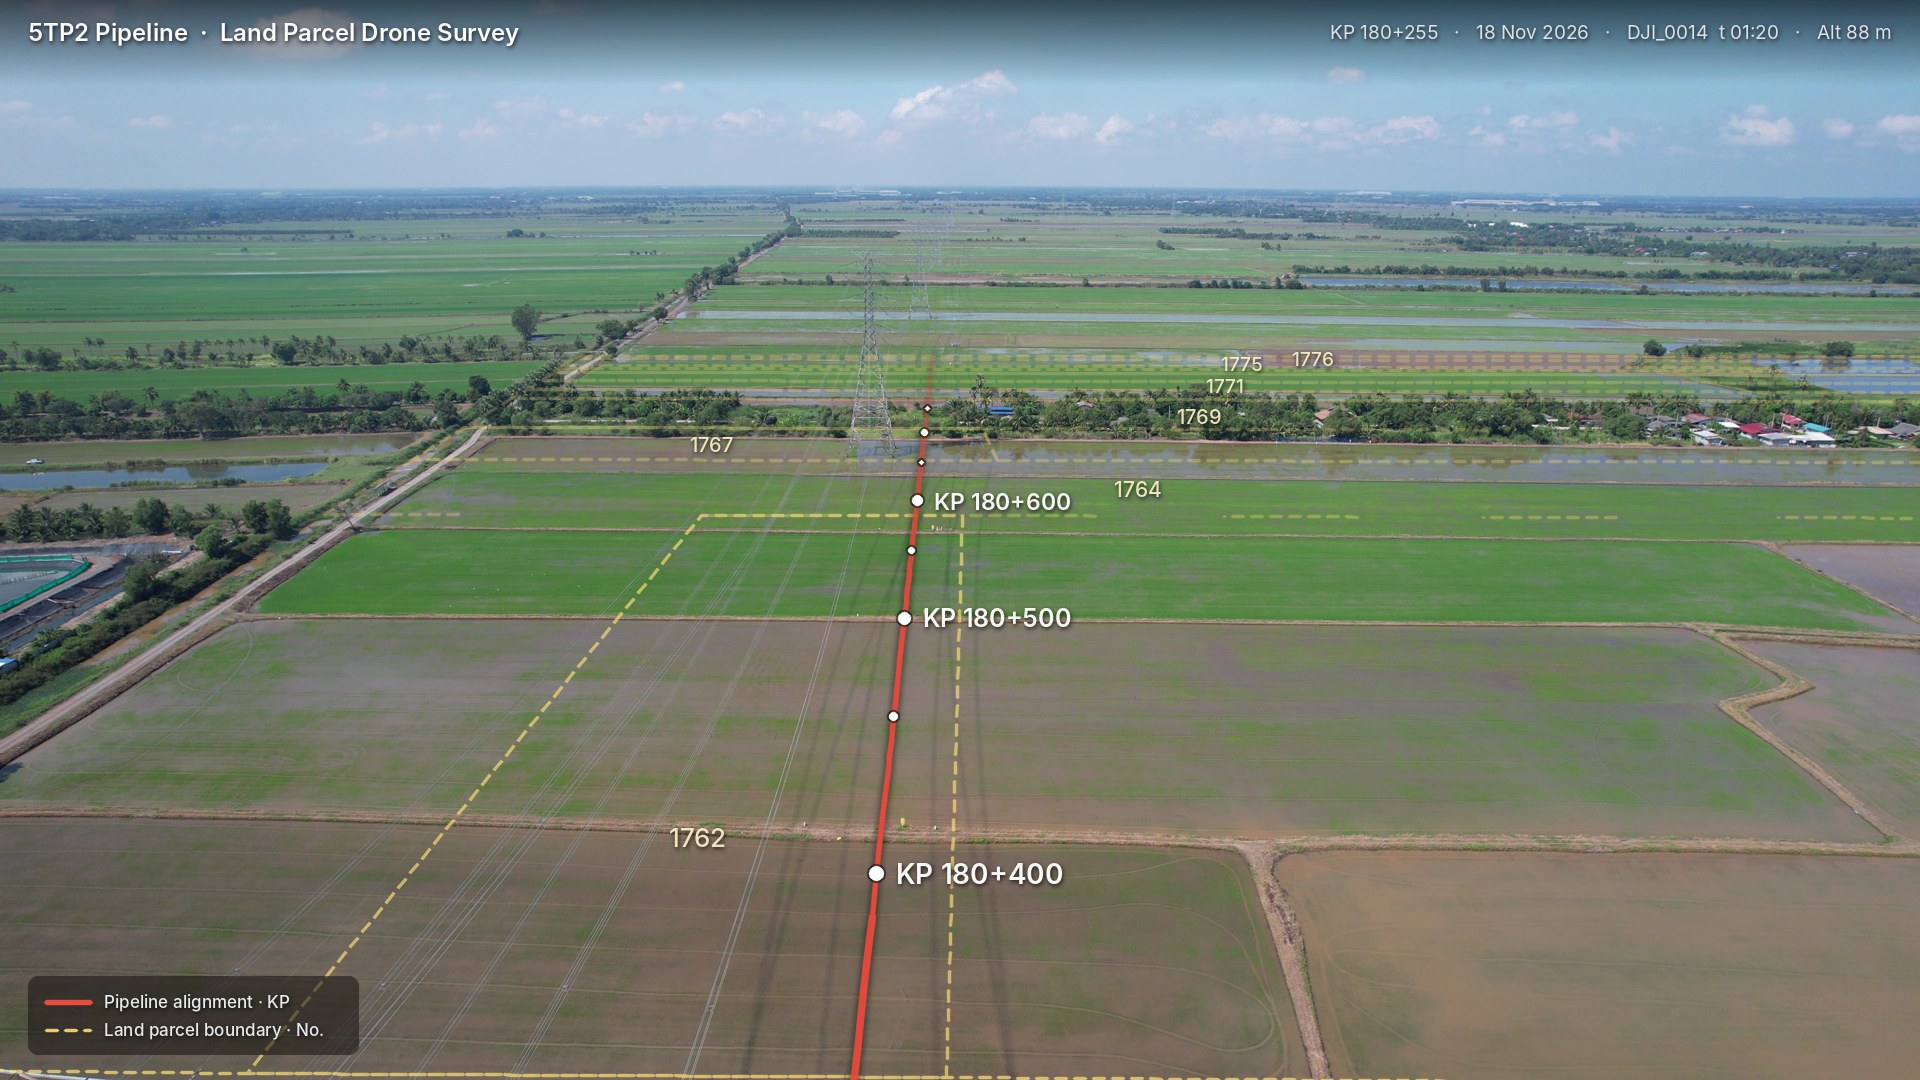 5TP2 Pipeline · Land Parcel Drone Survey
KP 180+255 · 18 Nov 2026 · DJI_0014 t 01:20 · Alt 88 m
1775
1776
1771
1769
1767
1764
KP 180+600
KP 180+500
1762
KP 180+400
Pipeline alignment · KP
Land parcel boundary · No.